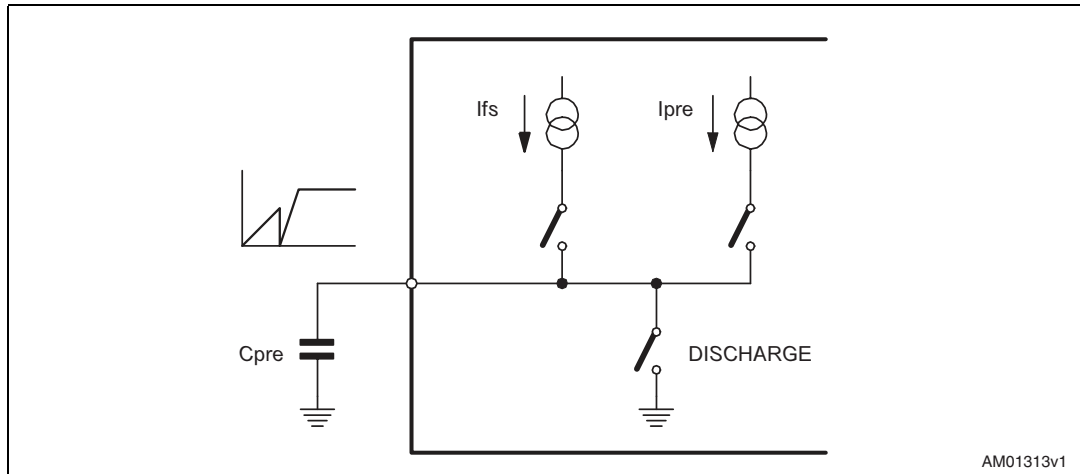 Ifs
Ipre
Cpre
DISCHARGE
AM01313v1